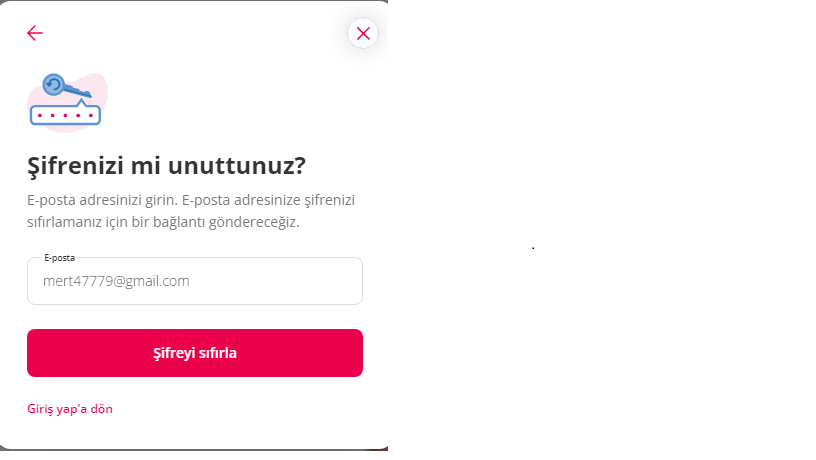 Şifrenizi mi unuttunuz?
E-posta adresinizi girin. E-posta adresinize şifrenizi
sıfırlamanız için bir bağlantı göndereceğiz.
E-posta
mert47779@gmail.com
Şifreyi sıfırla
Giriş yap'a dön